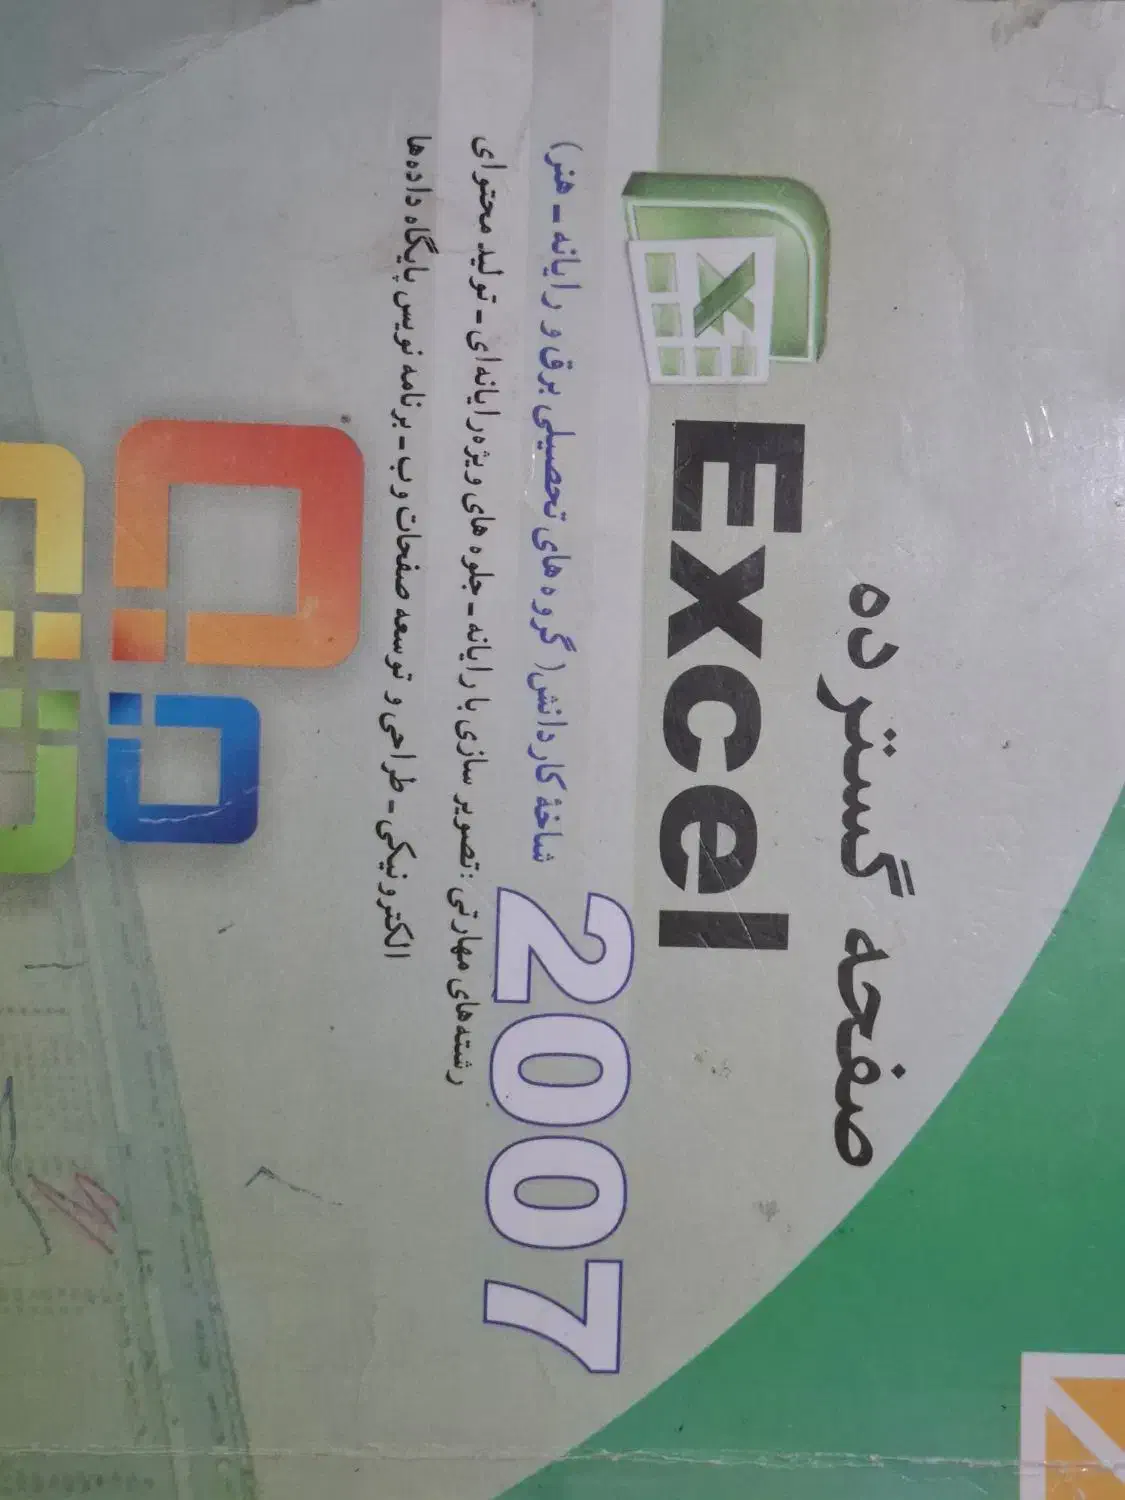 صفحه گسترده
Excel
2007
شاخهٔ کاردانش( گروه های تحصیلی برق و رایانه ـ هنر)
رشته‌های مهارتی :تصویر سازی با رایانه ـ جلوه های ویژه رایانه‌ای ـ تولید محتوای
الکترونیکی ـ طراحی و توسعه صفحات وب ـ برنامه نویس پایگاه داده‌ها